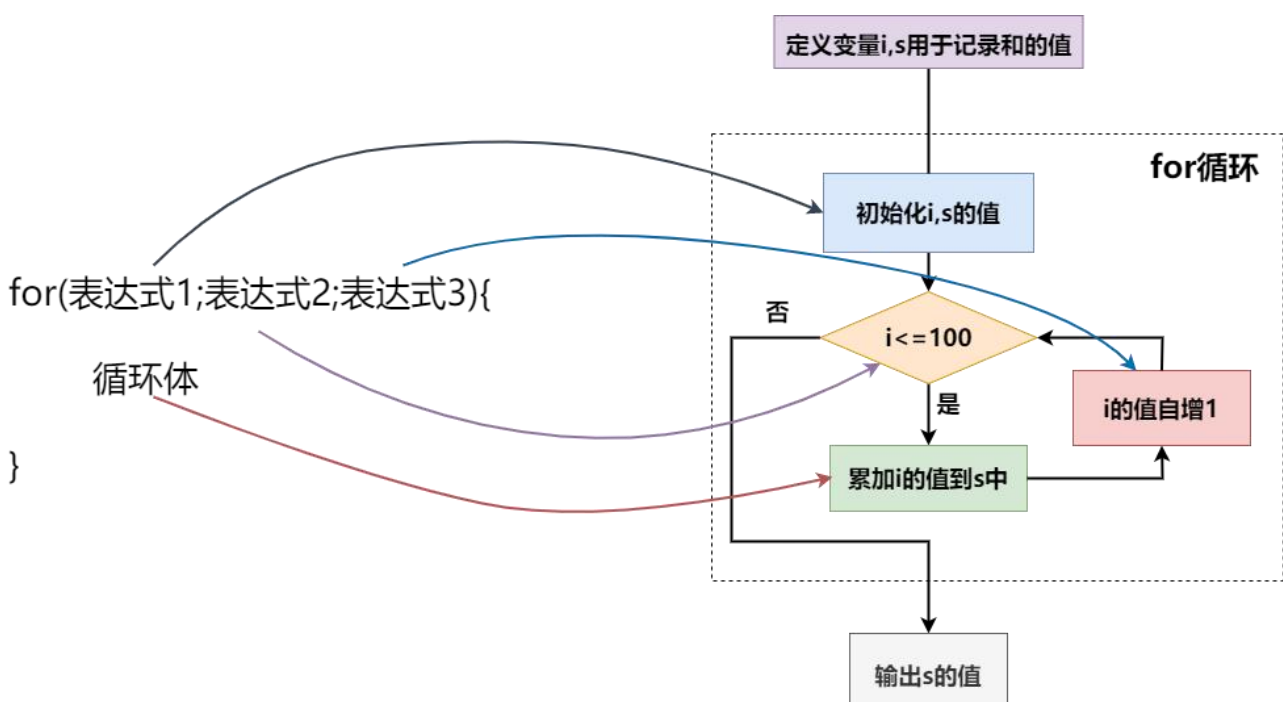 定义变量i,s用于记录和的值
for循环
初始化i,s的值
for(表达式1;表达式2;表达式3){
循环体
}
否
i<=100
是
i的值自增1
累加i的值到s中
输出s的值